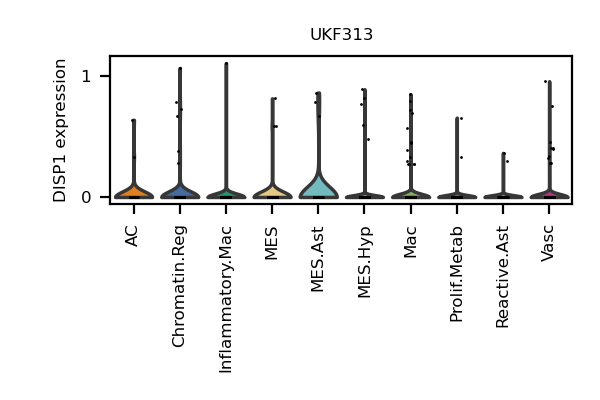 UKF313
DISP1 expression
1
0
AC
Chromatin.Reg
Inflammatory.Mac
MES
MES.Ast
MES.Hyp
Mac
Prolif.Metab
Reactive.Ast
Vasc